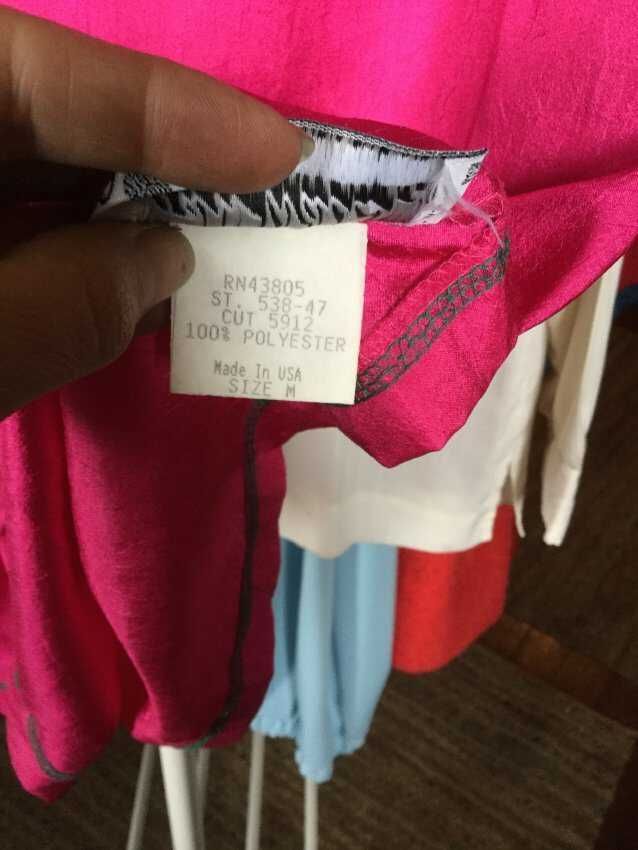 RN43805
ST. 538-47
CUT 5912
100% POLYESTER
Made In USA
SIZE M